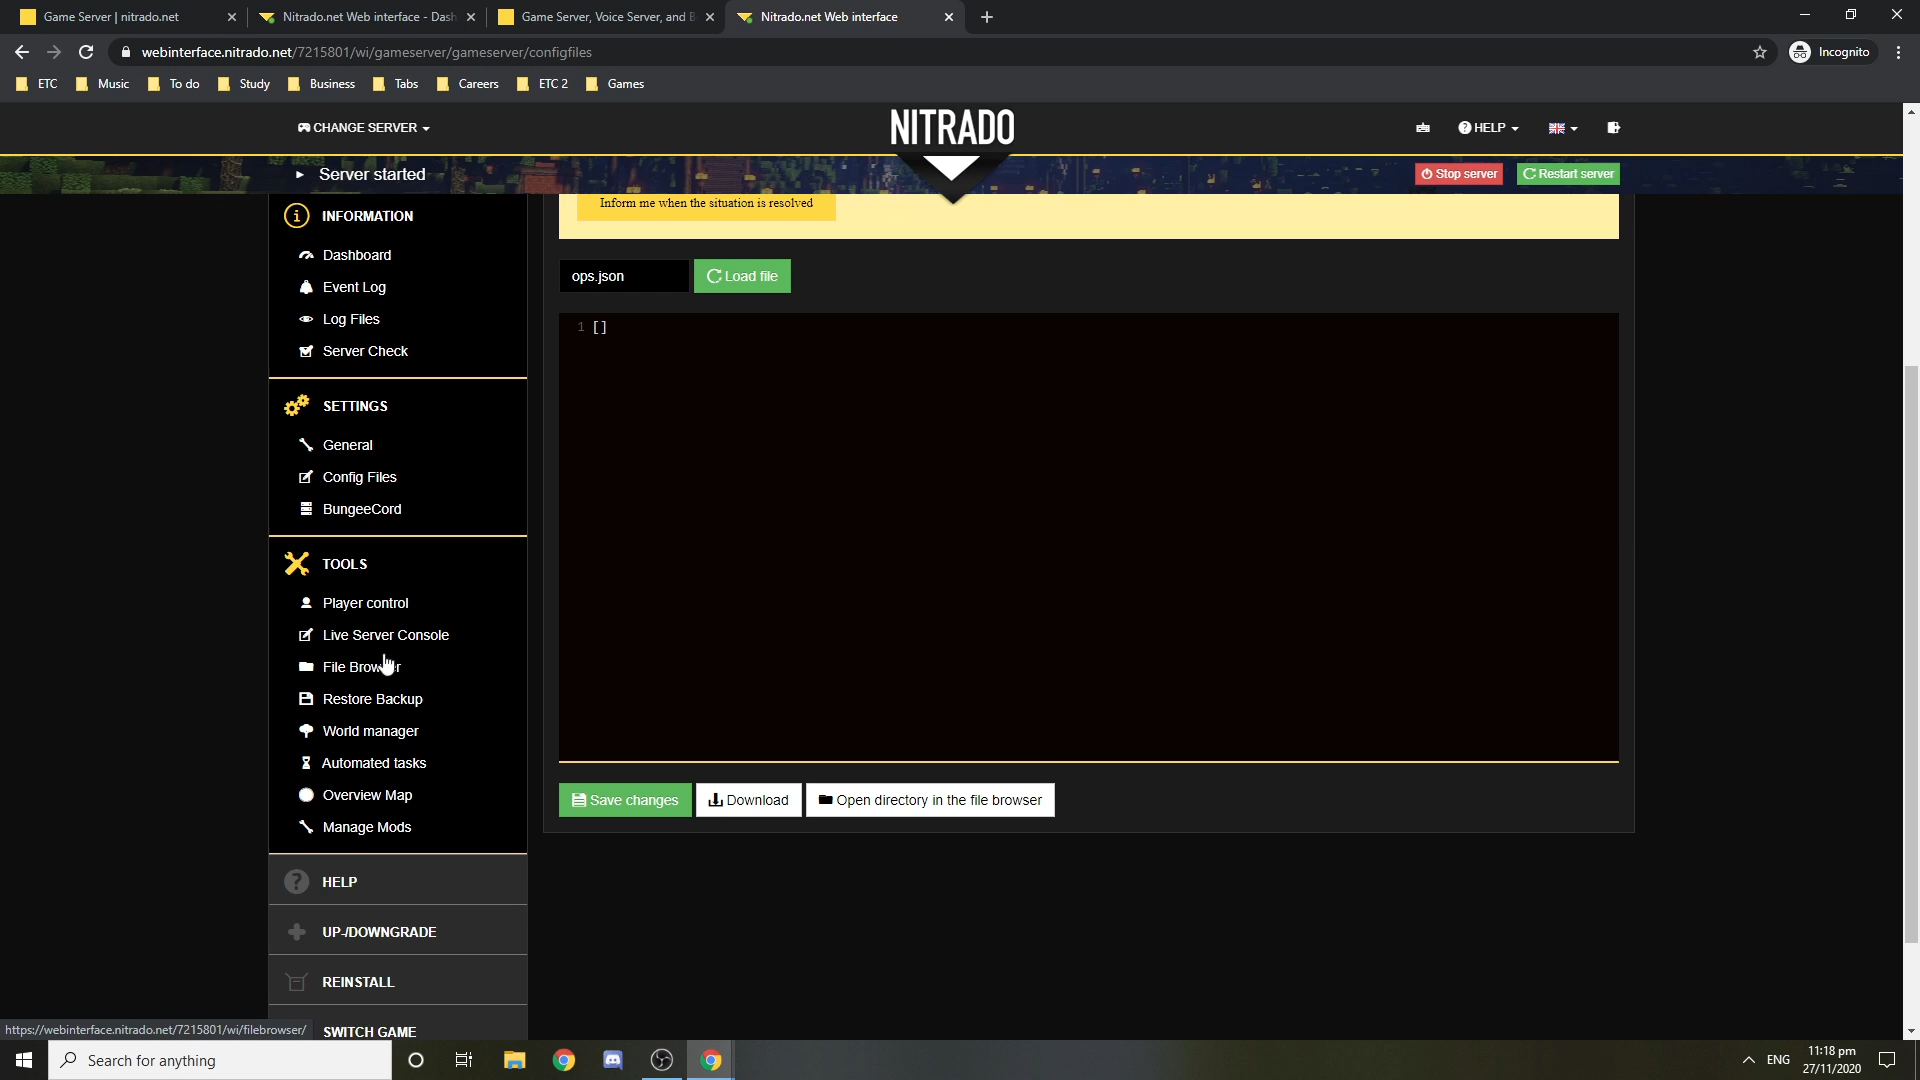 Game Server | nitrado.net
Nitrado.net Web interface - Dash
Game Server, Voice Server, and B
Nitrado.net Web interface
webinterface.nitrado.net/7215801/wi/gameserver/gameserver/configfiles
Incognito
ETC
Music
To do
Study
Business
Tabs
Careers
ETC 2
Games
CHANGE SERVER
NITRADO
HELP
Server started
Stop server
Restart server
INFORMATION
Dashboard
Event Log
Log Files
Server Check
SETTINGS
General
Config Files
BungeeCord
TOOLS
Player control
Live Server Console
File Browser
Restore Backup
World manager
Automated tasks
Overview Map
Manage Mods
HELP
UP-/DOWNGRADE
REINSTALL
SWITCH GAME
Inform me when the situation is resolved
ops.json
Load file
1 []
Save changes
Download
Open directory in the file browser
https://webinterface.nitrado.net/7215801/wi/filebrowser/
Search for anything
ENG
11:18 pm
27/11/2020